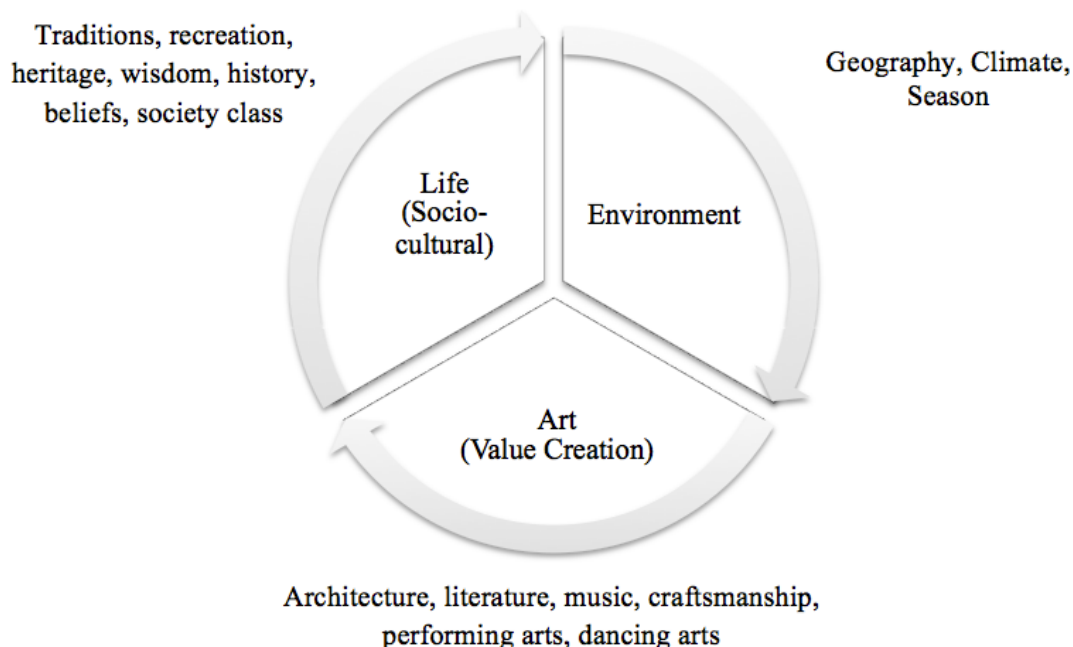 Traditions, recreation,
heritage, wisdom, history,
beliefs, society class
Geography, Climate,
Season
Life
(Socio-
cultural)
Environment
Art
(Value Creation)
Architecture, literature, music, craftsmanship,
performing arts, dancing arts